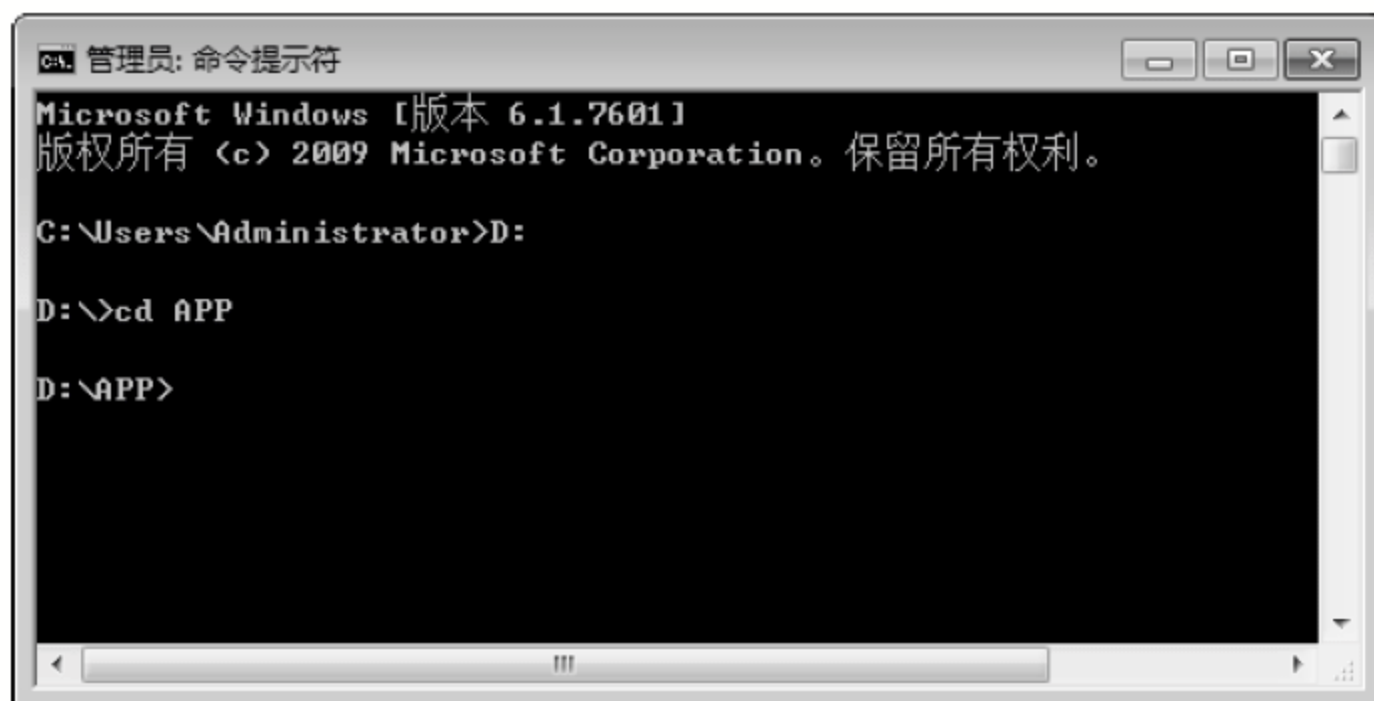 管理员: 命令提示符
Microsoft Windows [版本 6.1.7601]
版权所有 (c) 2009 Microsoft Corporation。保留所有权利。
C:\Users\Administrator>D:
D:\>cd APP
D:\APP>